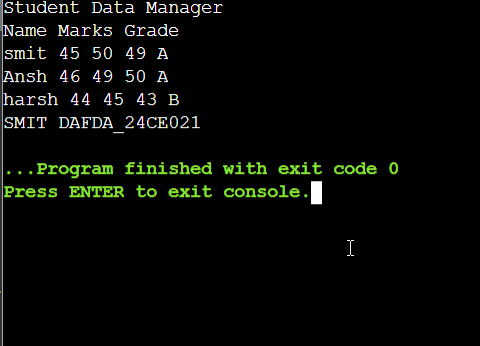 Student Data Manager
Name Marks Grade
smit 45 50 49 A
Ansh 46 49 50 A
harsh 44 45 43 B
SMIT DAFDA_24CE021
...Program finished with exit code 0
Press ENTER to exit console.